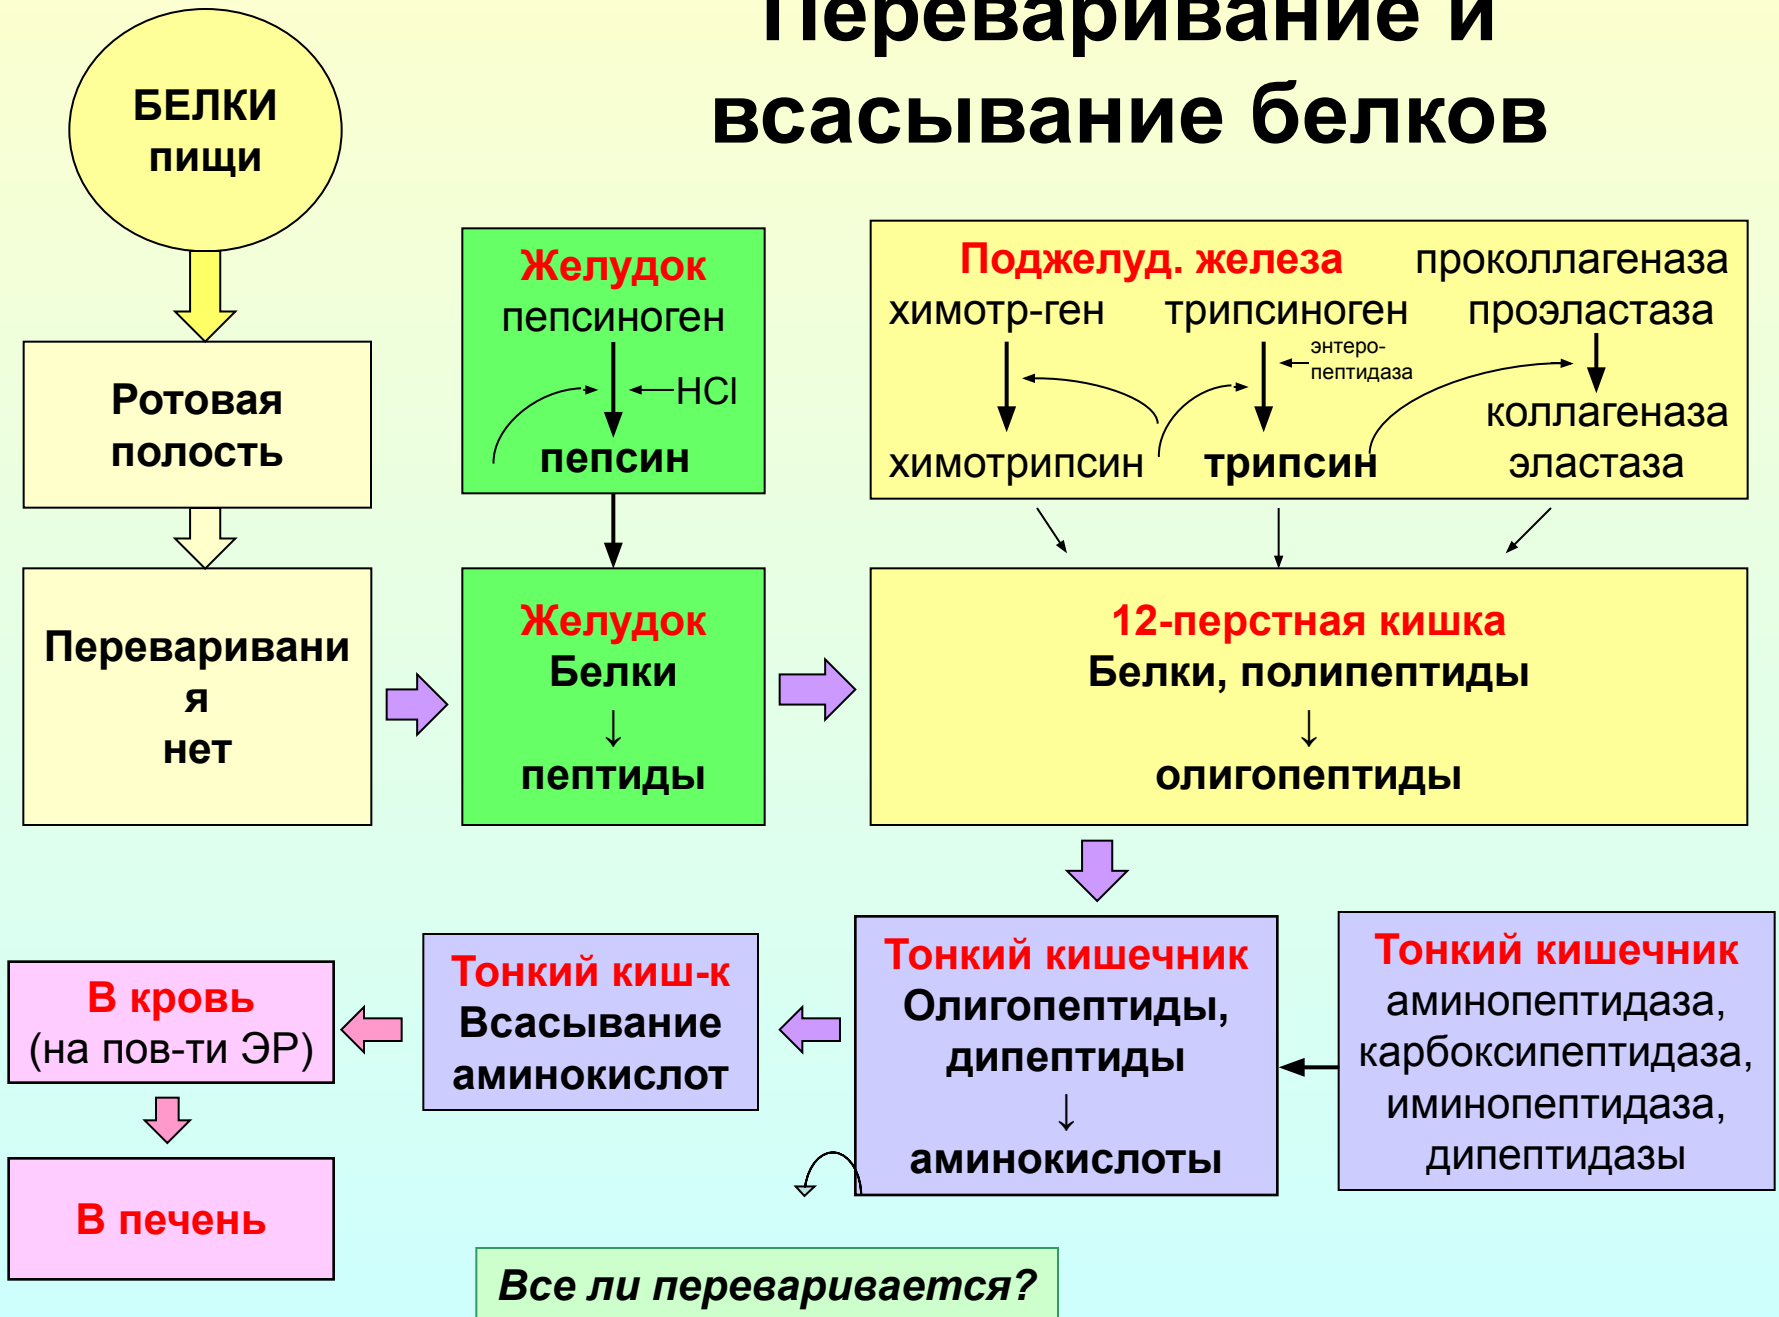 Переваривание и
всасывание белков
БЕЛКИ
пищи
Ротовая
полость
Переваривани
я
нет
Желудок
пепсиноген
HCl
пепсин
Желудок
Белки
↓
пептиды
Поджелуд. железа
проколлагеназа
химотр-ген
трипсиноген
проэластаза
энтеро-
пептидаза
коллагеназа
химотрипсин
трипсин
эластаза
12-перстная кишка
Белки, полипептиды
↓
олигопептиды
Тонкий кишечник
аминопептидаза,
карбоксипептидаза,
иминопептидаза,
дипептидазы
Тонкий кишечник
Олигопептиды,
дипептиды
↓
аминокислоты
Тонкий киш-к
Всасывание
аминокислот
В кровь
(на пов-ти ЭР)
В печень
Все ли переваривается?